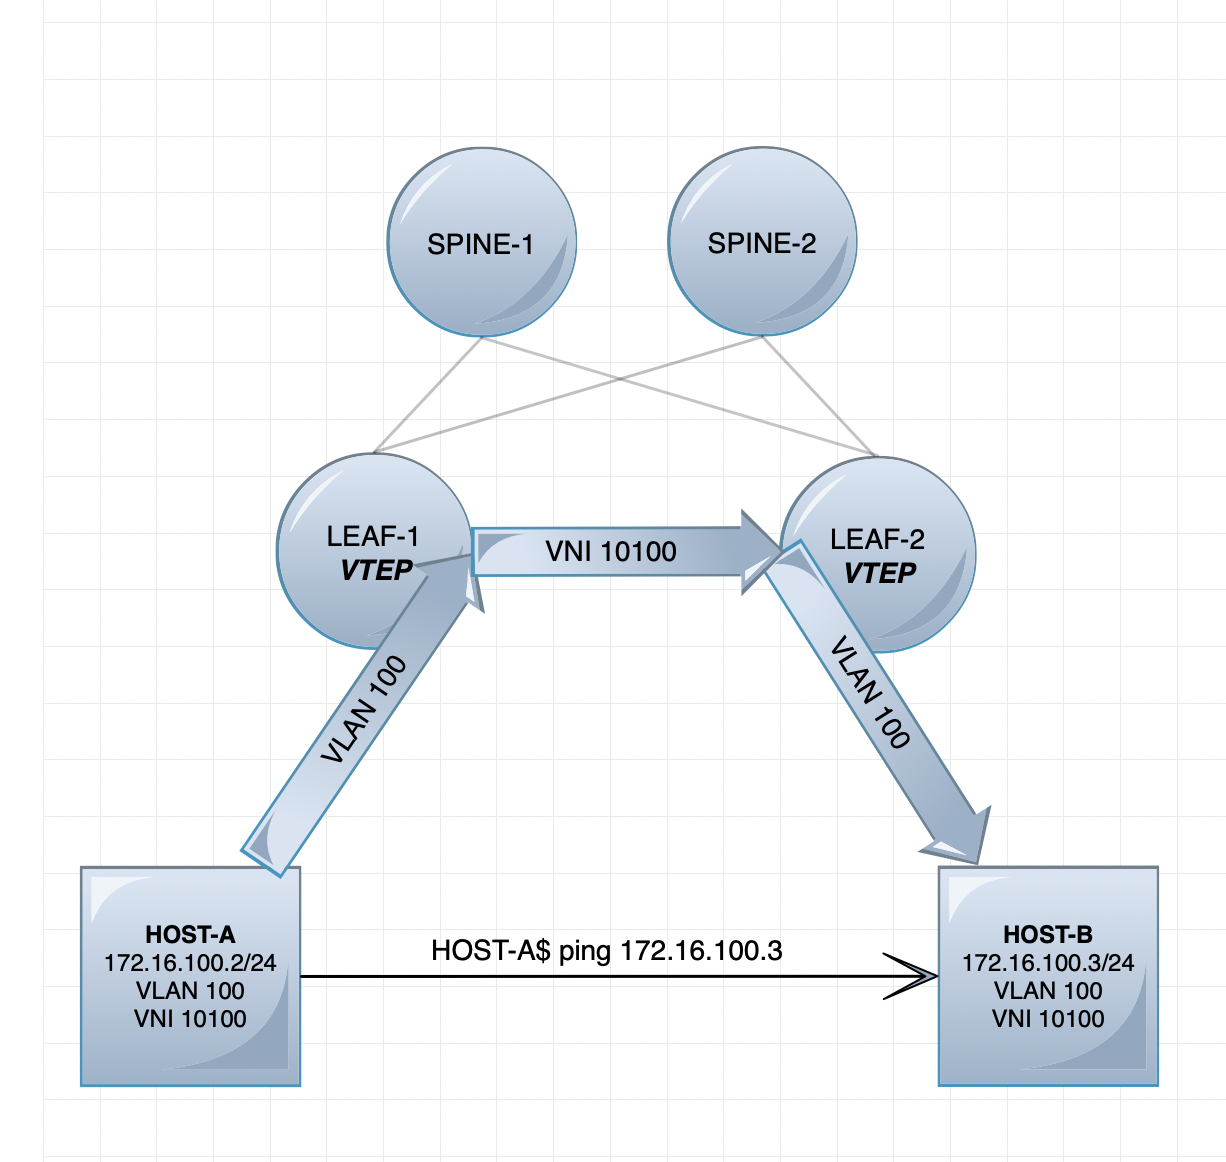 SPINE-1
SPINE-2
LEAF-1
VTEP
VNI 10100
LEAF-2
VTEP
VLAN 100
VLAN 100
HOST-A
172.16.100.2/24
VLAN 100
VNI 10100
HOST-A$ ping 172.16.100.3
HOST-B
172.16.100.3/24
VLAN 100
VNI 10100